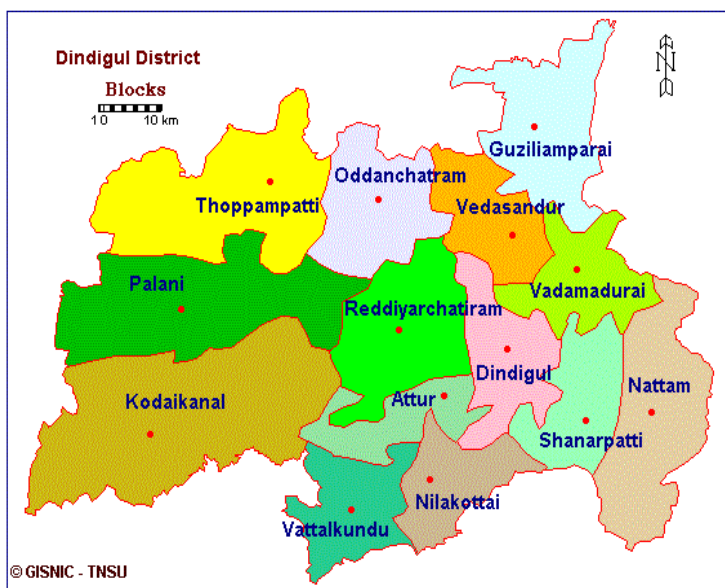 Dindigul District
Blocks
10 10 km
N
Guziliamparai
Oddanchatram
Thoppampatti
Vedasandur
Palani
Vadamadurai
Reddiyarchatiram
Dindigul
Nattam
Kodaikanal
Attur
Shanarpatti
Nilakottai
Vattalkundu
© GISNIC - TNSU